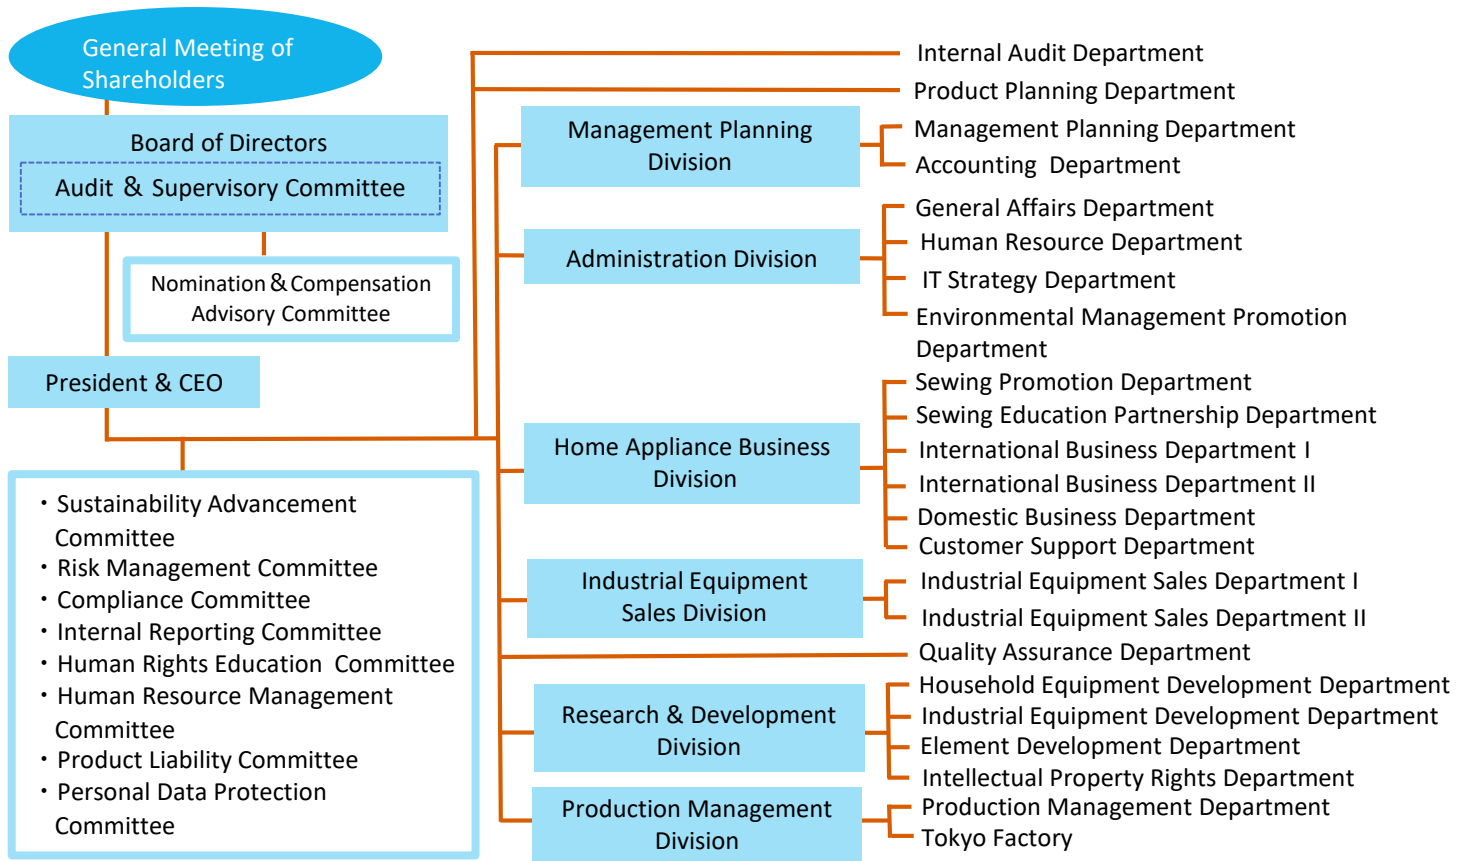 General Meeting of
Shareholders
Board of Directors
Audit & Supervisory Committee
Nomination&Compensation
Advisory Committee
President & CEO
・Sustainability Advancement
Committee
・Risk Management Committee
・Compliance Committee
・Internal Reporting Committee
・Human Rights Education Committee
・Human Resource Management
Committee
・Product Liability Committee
・Personal Data Protection
Committee
Internal Audit Department
Product Planning Department
Management Planning
Division
Management Planning Department
Accounting Department
Administration Division
General Affairs Department
Human Resource Department
IT Strategy Department
Environmental Management Promotion
Department
Home Appliance Business
Division
Sewing Promotion Department
Sewing Education Partnership Department
International Business Department I
International Business Department II
Domestic Business Department
Customer Support Department
Industrial Equipment
Sales Division
Industrial Equipment Sales Department I
Industrial Equipment Sales Department II
Quality Assurance Department
Research & Development
Division
Household Equipment Development Department
Industrial Equipment Development Department
Element Development Department
Intellectual Property Rights Department
Production Management
Division
Production Management Department
Tokyo Factory